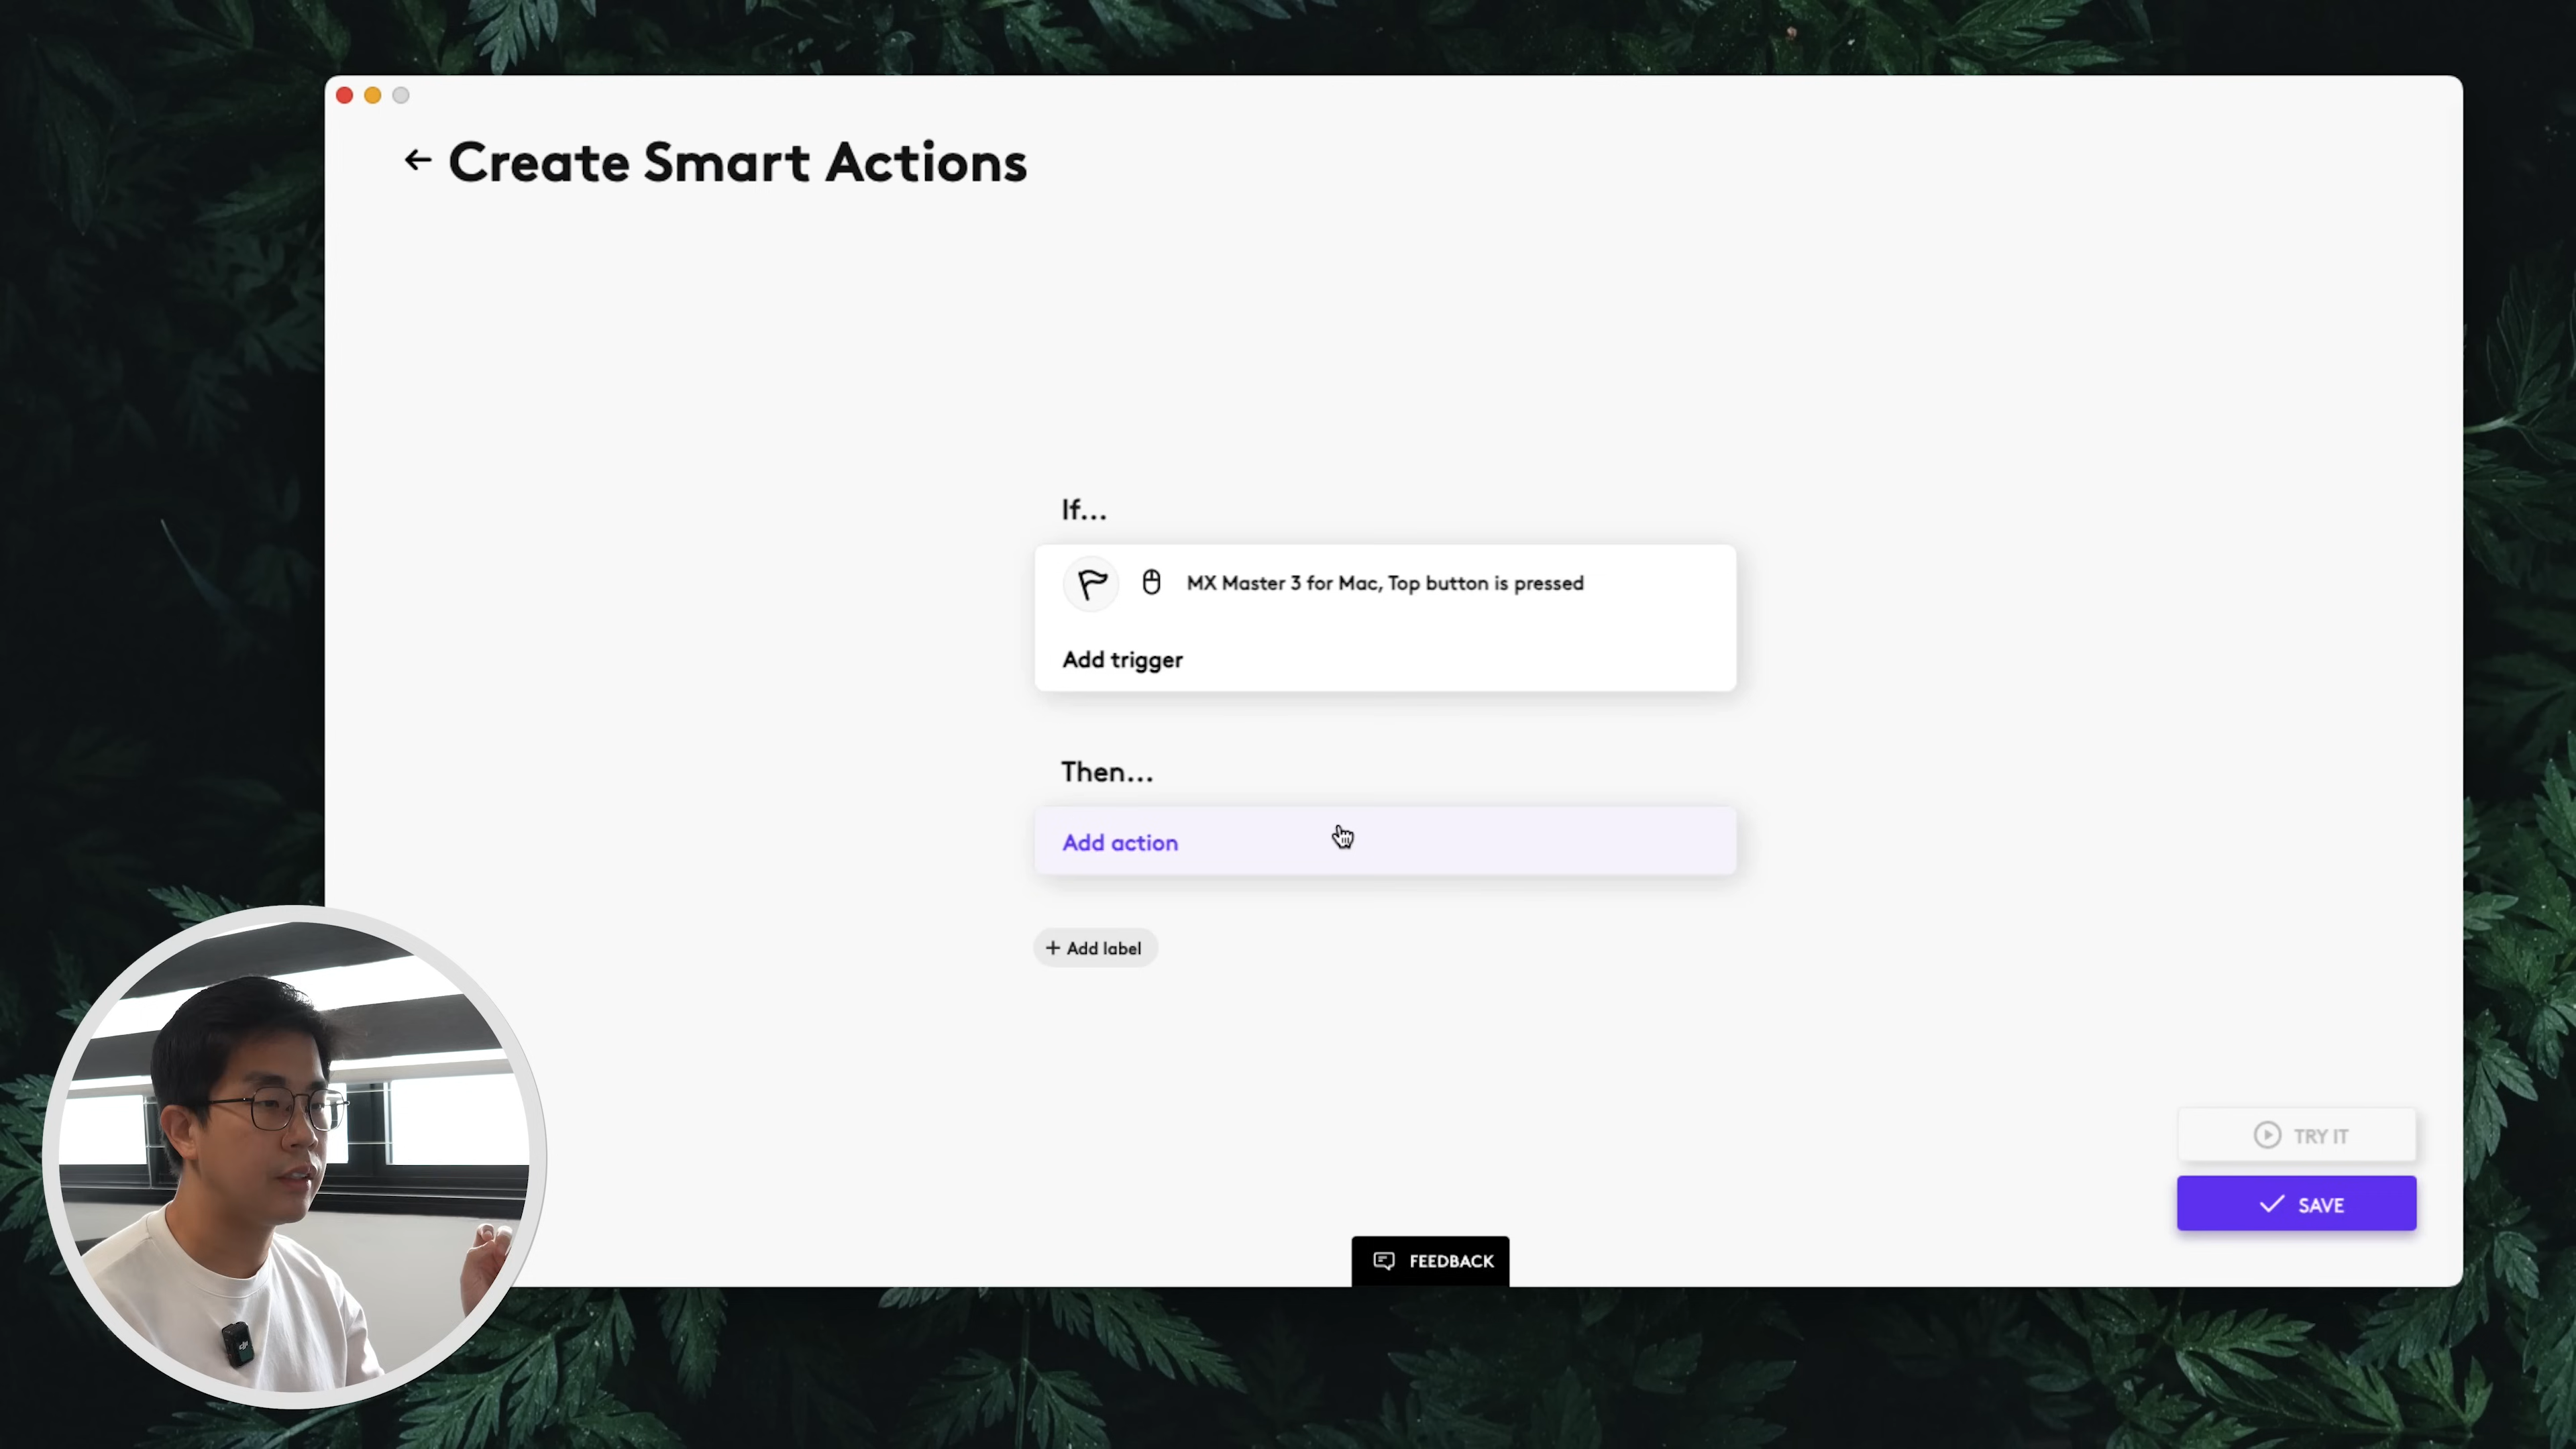 Create Smart Actions
If...
MX Master 3 for Mac, Top button is pressed
Add trigger
Then...
Add action
+ Add label
TRY IT
SAVE
FEEDBACK